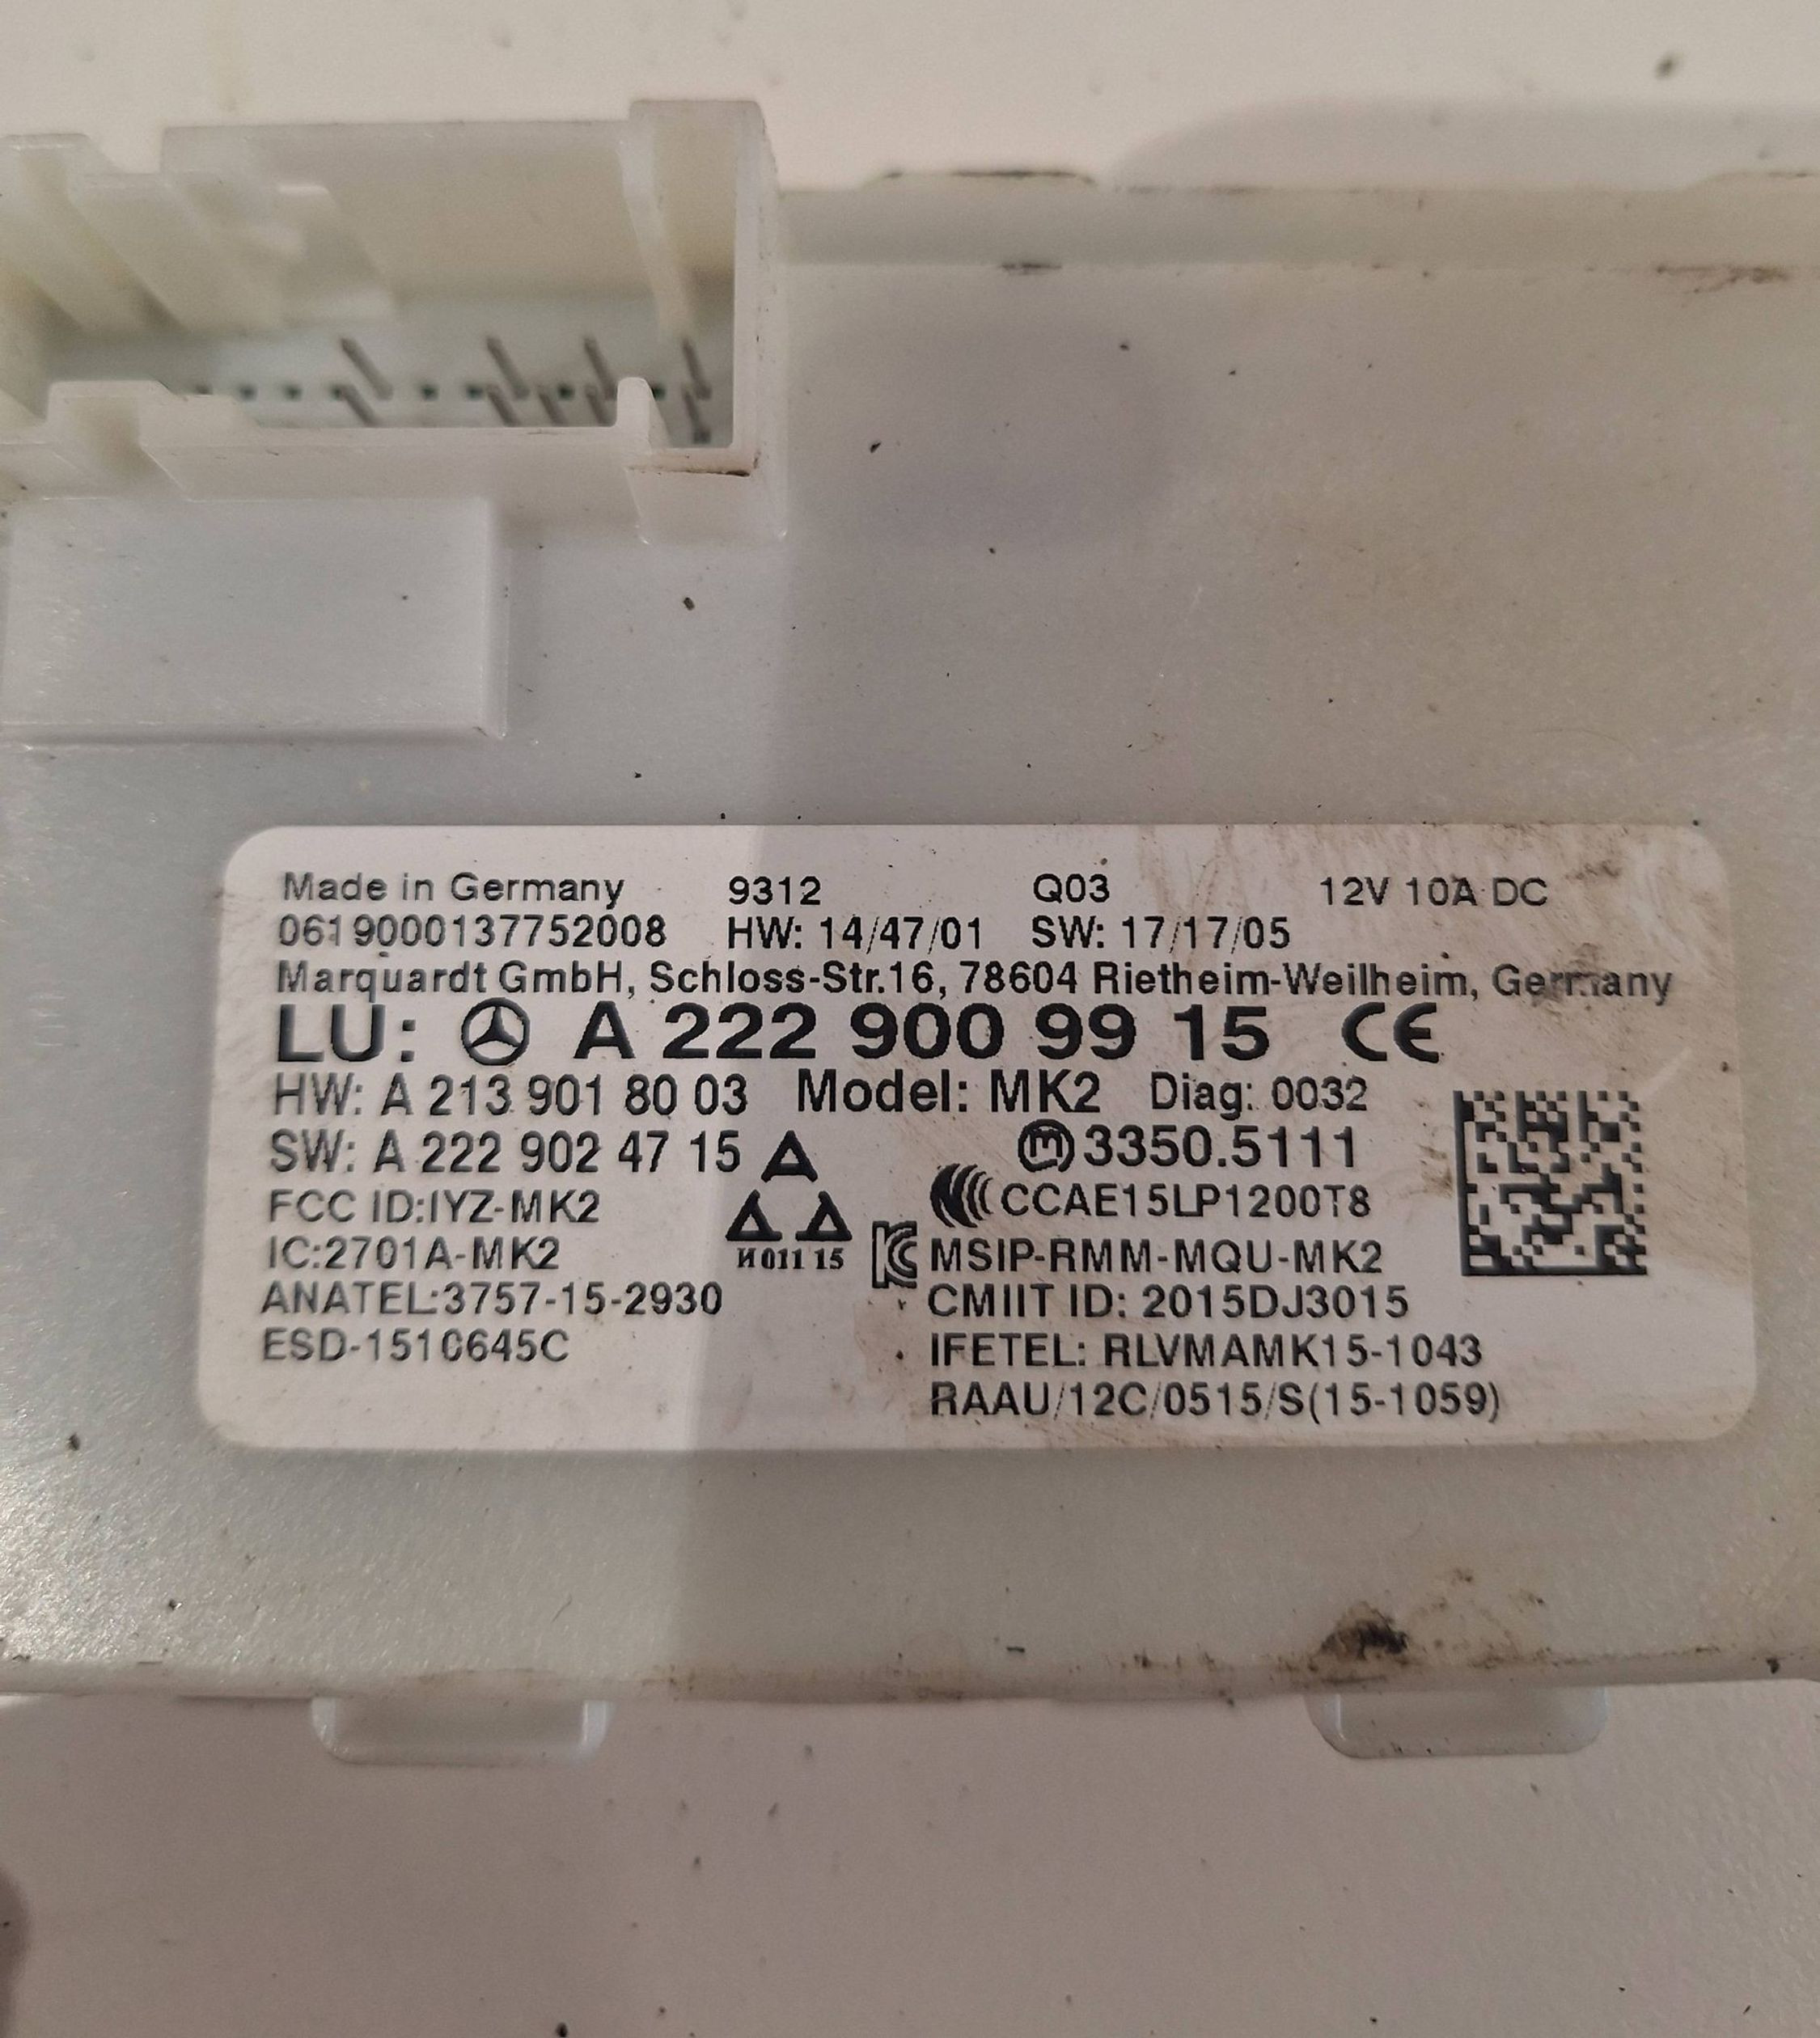 Made in Germany 9312 Q03 12V 10A DC
0619000137752008 HW: 14/47/01 SW: 17/17/05
Marquardt GmbH, Schloss-Str.16, 78604 Rietheim-Weilheim, Germany
LU: A 222 900 99 15 CE
HW: A 213 901 80 03 Model: MK2 Diag: 0032
SW: A 222 902 47 15 3350.5111
FCC ID:IYZ-MK2 CCAE15LP1200T8
IC:2701A-MK2 И011 15 MSIP-RMM-MQU-MK2
ANATEL:3757-15-2930 CMIIT ID: 2015DJ3015
ESD-1510645C IFETEL: RLVMAMK15-1043
RAAU/12C/0515/S(15-1059)